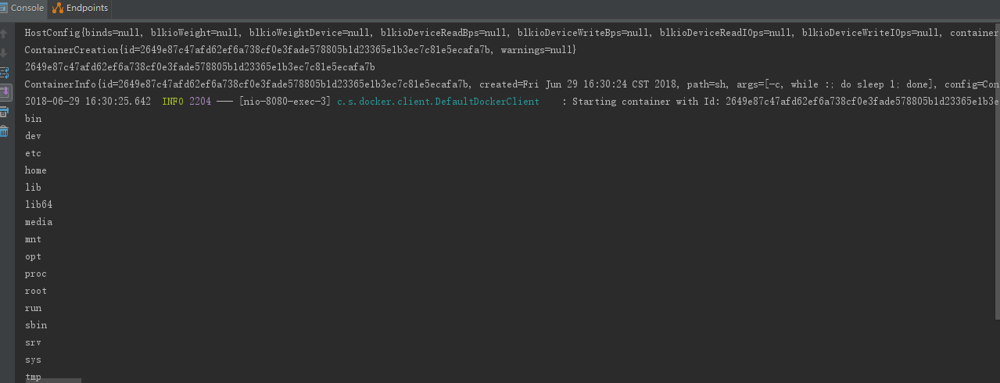 Console Endpoints
HostConfig{binds=null, blkioWeight=null, blkioWeightDevice=null, blkioDeviceReadBps=null, blkioDeviceWriteBps=null, blkioDeviceReadIOps=null, blkioDeviceWriteIOps=null, container
ContainerCreation{id=2649e87c47afd62ef6a738cf0e3fade578805b1d23365e1b3ec7c81e5ecafa7b, warnings=null}
2649e87c47afd62ef6a738cf0e3fade578805b1d23365e1b3ec7c81e5ecafa7b
ContainerInfo{id=2649e87c47afd62ef6a738cf0e3fade578805b1d23365e1b3ec7c81e5ecafa7b, created=Fri Jun 29 16:30:24 CST 2018, path=sh, args=[-c, while :; do sleep 1; done], config=Con
2018-06-29 16:30:25.642  INFO 2204 --- [nio-8080-exec-3] c.s.docker.client.DefaultDockerClient    : Starting container with Id: 2649e87c47afd62ef6a738cf0e3fade578805b1d23365e1b3e
bin
dev
etc
home
lib
lib64
media
mnt
opt
proc
root
run
sbin
srv
sys
tmp